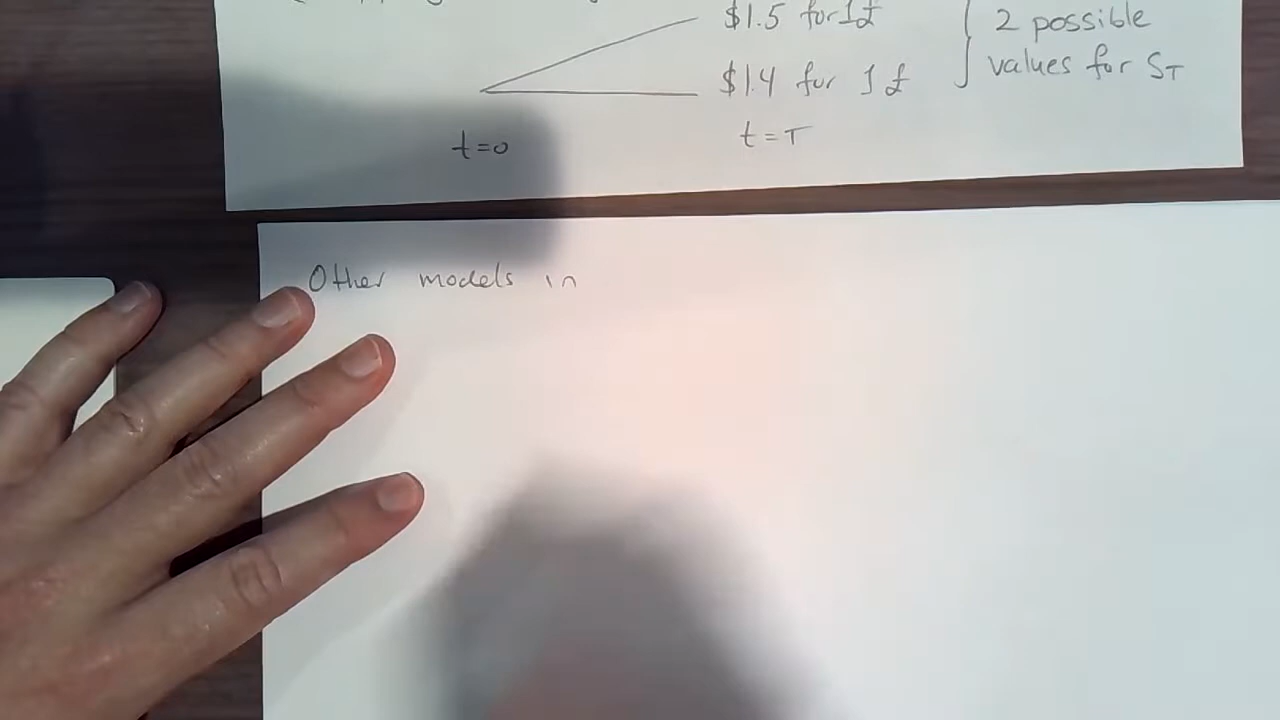 $1.5 for 1£
2 possible
values for S_T
$1.4 for 1£
t=0
t=T
Other models in